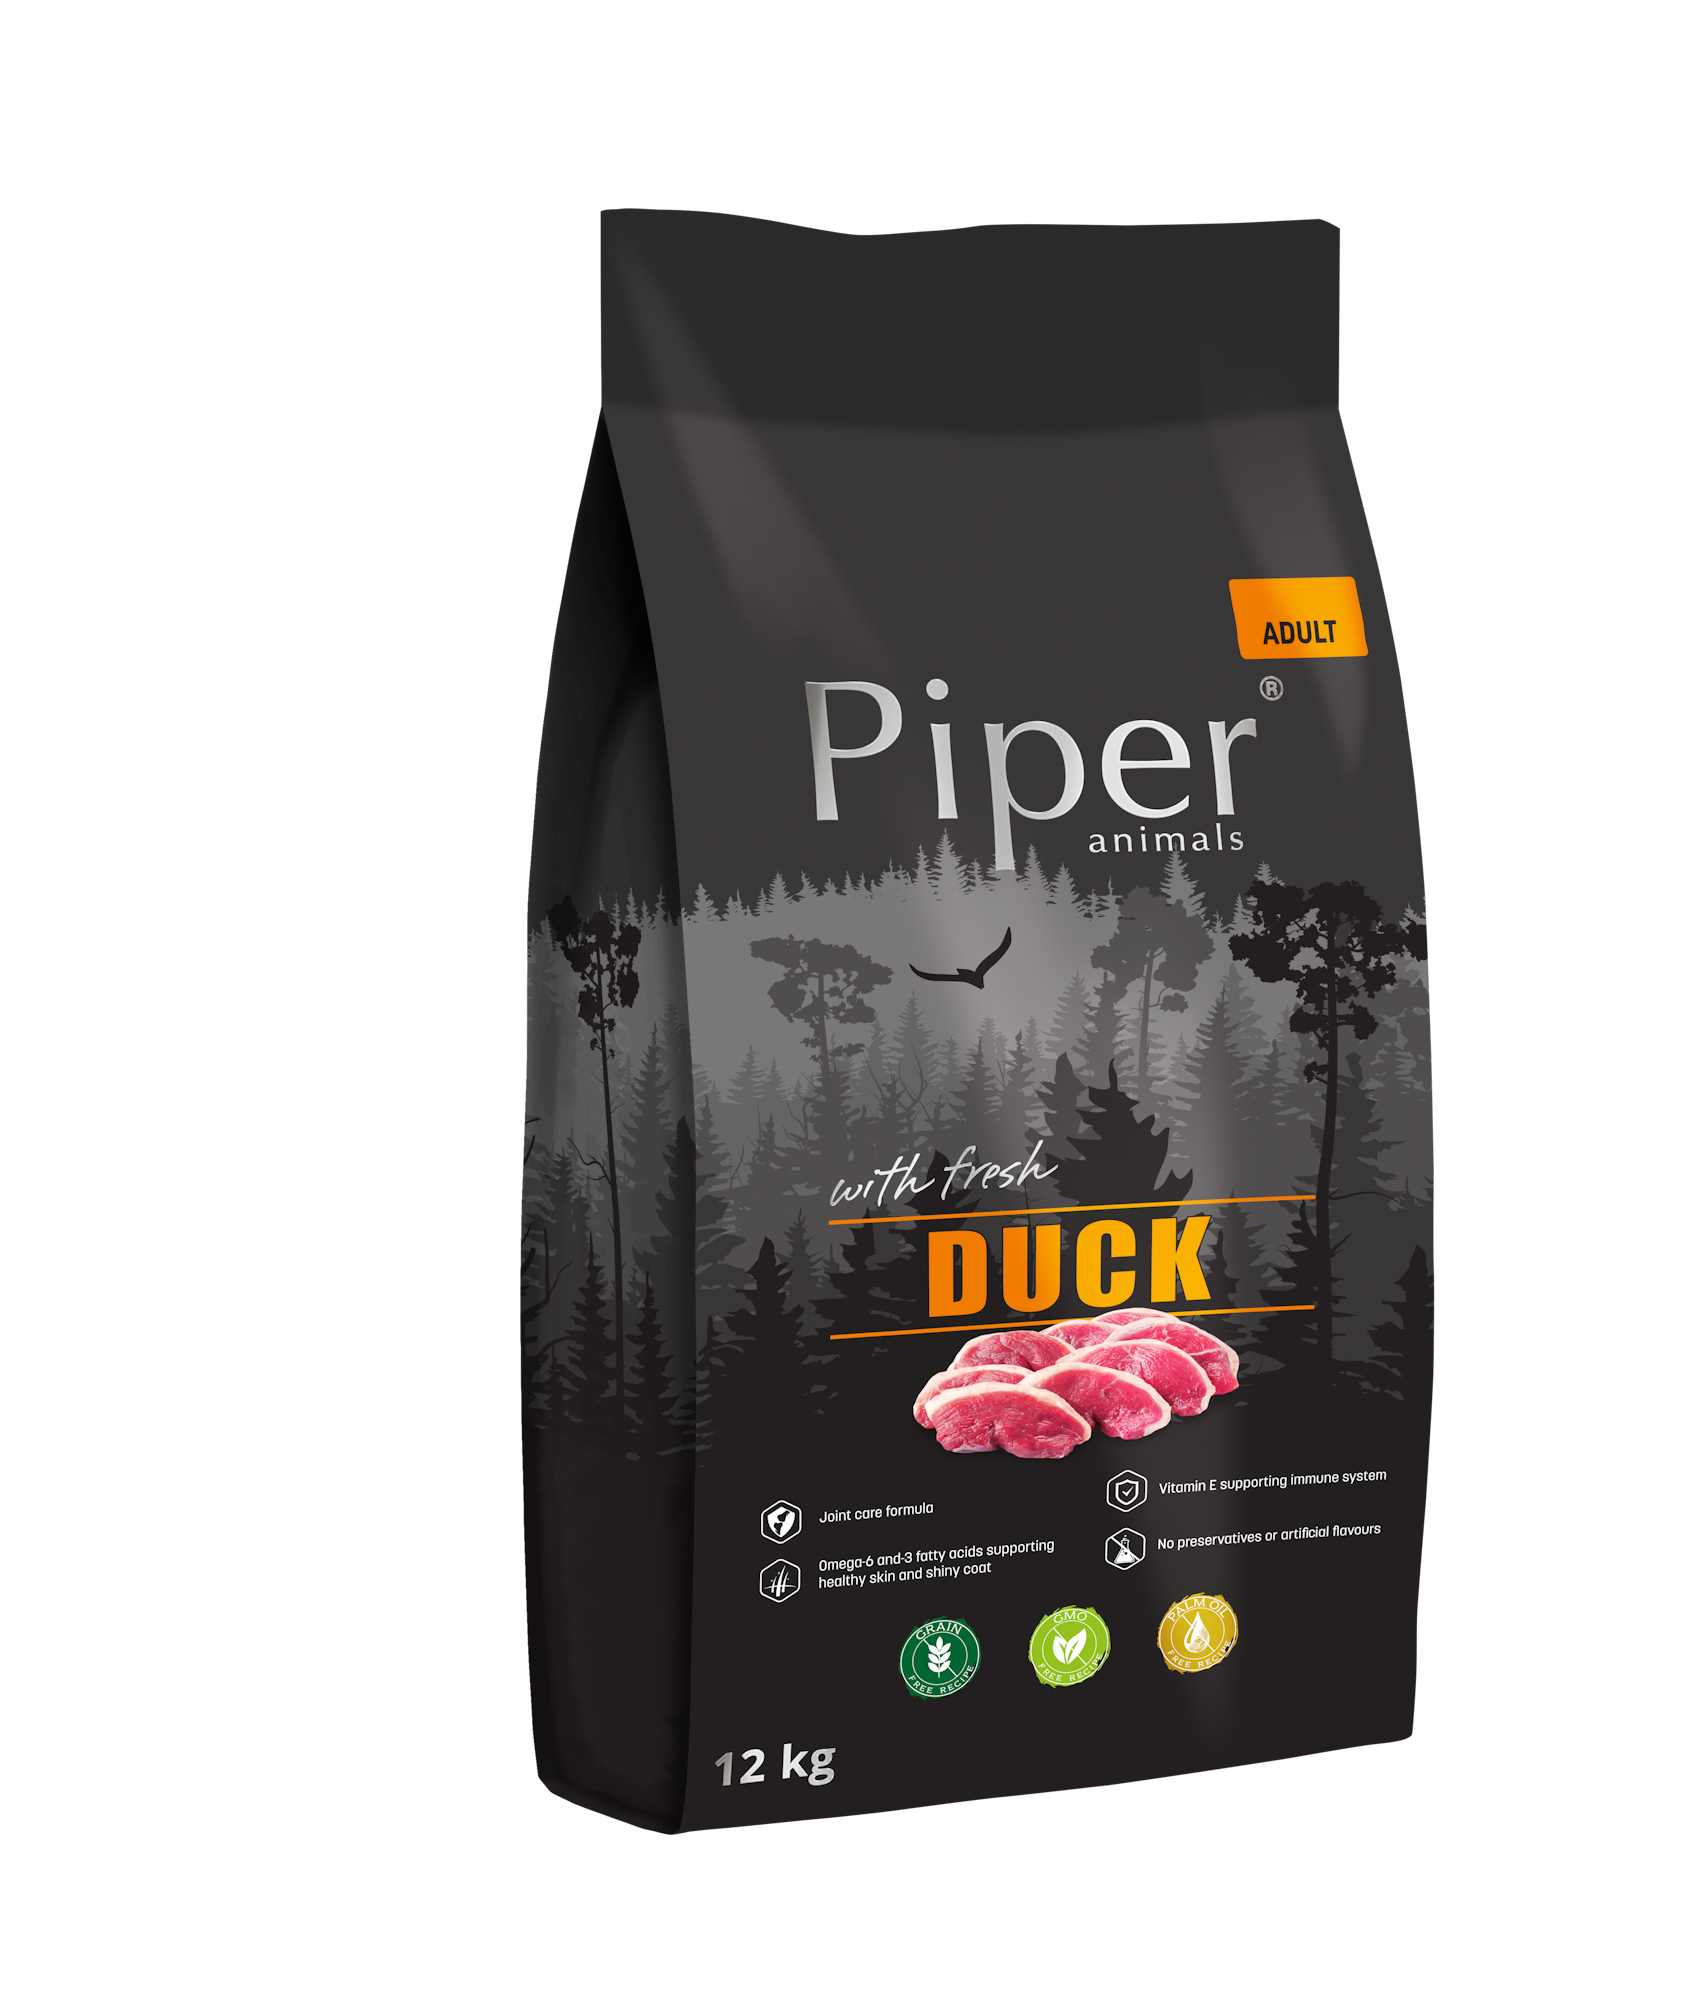 ADULT
Piper®
animals
with fresh
DUCK
Joint care formula
Omega-6 and-3 fatty acids supporting
healthy skin and shiny coat
Vitamin E supporting immune system
No preservatives or artificial flavours
GRAIN
FREE RECIPE
GMO
FREE RECIPE
PALM OIL
FREE RECIPE
12 kg